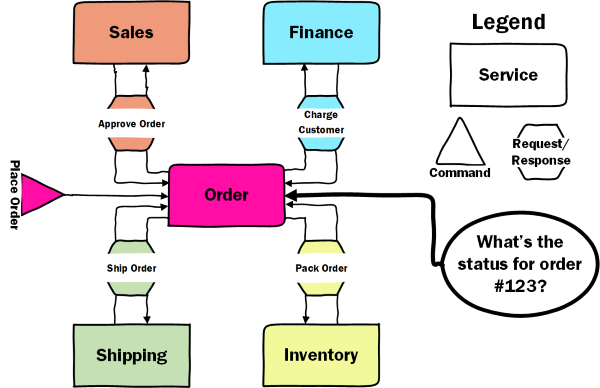 Sales
Finance
Legend
Service
Approve Order
Charge
Customer
Command
Request/
Response
Place Order
Order
What's the
status for order
#123?
Ship Order
Pack Order
Shipping
Inventory